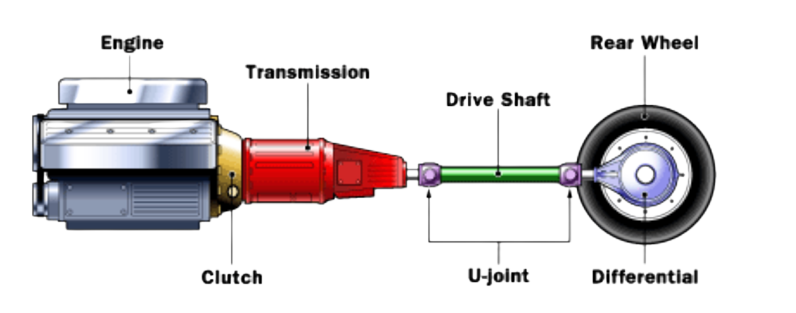 Engine
Rear Wheel
Transmission
Drive Shaft
Clutch
U-joint
Differential